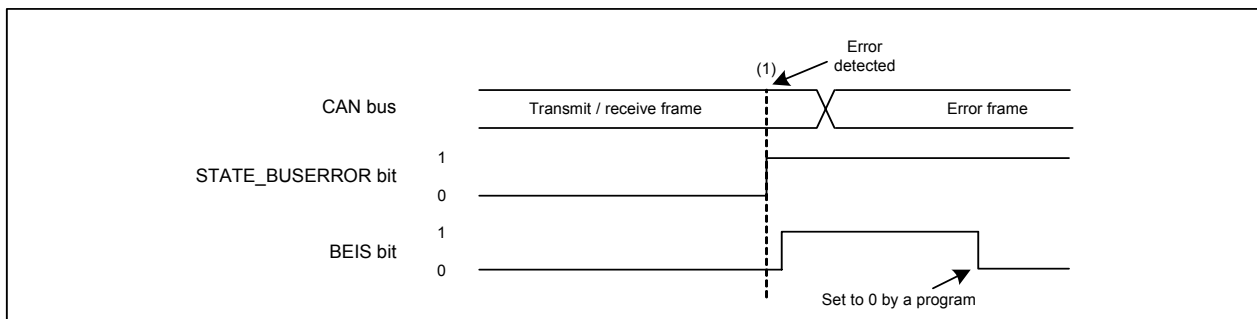 Error
detected
(1)
CAN bus
Transmit / receive frame
Error frame
STATE_BUSERROR bit
1
0
BEIS bit
1
0
Set to 0 by a program